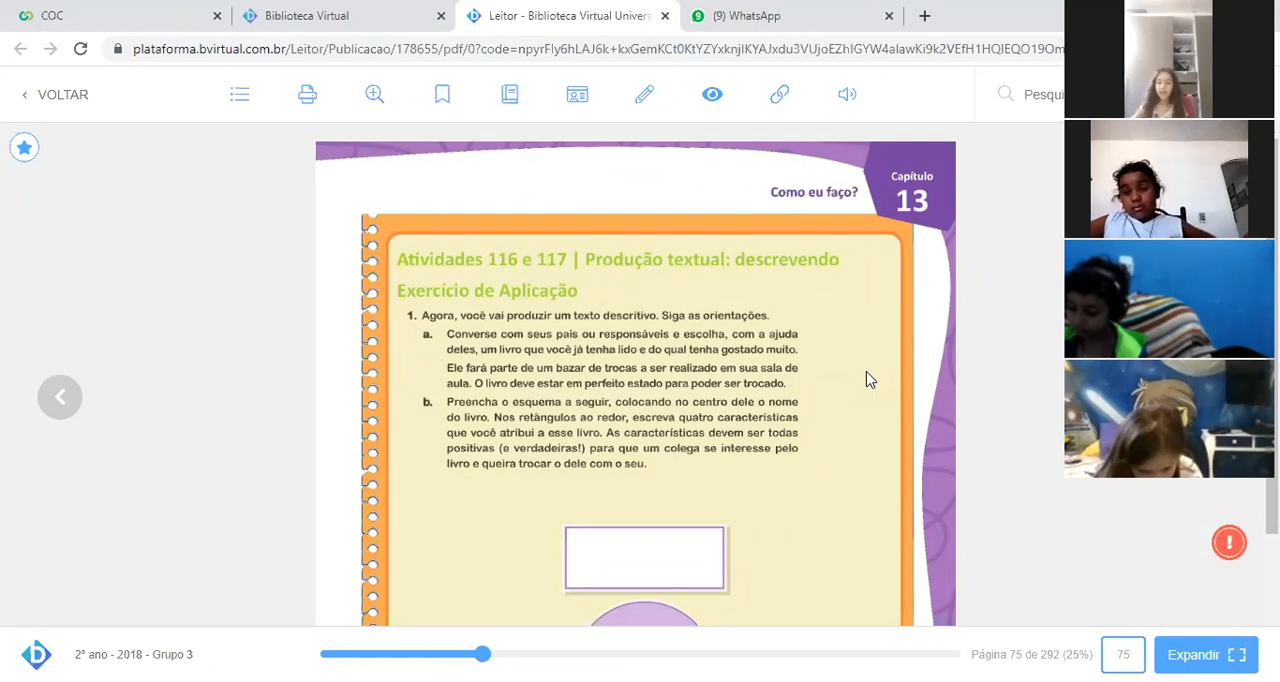 COC
Biblioteca Virtual
Leitor - Biblioteca Virtual Univers
(9) WhatsApp
VOLTAR
Pesqui
Como eu faço?
Capítulo
13
Atividades 116 e 117 | Produção textual: descrevendo
Exercício de Aplicação
1. Agora, você vai produzir um texto descritivo. Siga as orientações.
a. Converse com seus pais ou responsáveis e escolha, com a ajuda
deles, um livro que você já tenha lido e do qual tenha gostado muito.
Ele fará parte de um bazar de trocas a ser realizado em sua sala de
aula. O livro deve estar em perfeito estado para poder ser trocado.
b. Preencha o esquema a seguir, colocando no centro dele o nome
do livro. Nos retângulos ao redor, escreva quatro características
que você atribui a esse livro. As características devem ser todas
positivas (e verdadeiras!) para que um colega se interesse pelo
livro e queira trocar o dele com o seu.
2º ano - 2018 - Grupo 3
Página 75 de 292 (25%)
75
Expandir